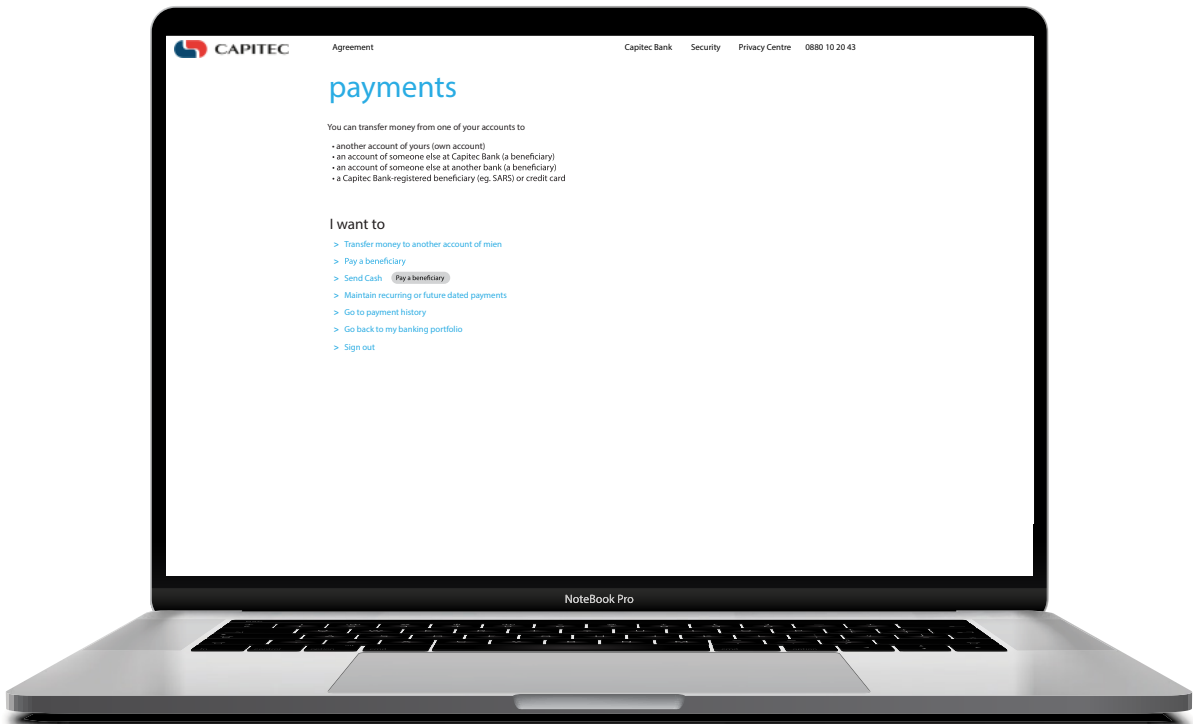 CAPITEC Agreement Capitec Bank Security Privacy Centre 0880 10 20 43
payments
You can transfer money from one of your accounts to
• another account of yours (own account)
• an account of someone else at Capitec Bank (a beneficiary)
• an account of someone else at another bank (a beneficiary)
• a Capitec Bank-registered beneficiary (eg. SARS) or credit card
I want to
> Transfer money to another account of mien
> Pay a beneficiary
> Send Cash Pay a beneficiary
> Maintain recurring or future dated payments
> Go to payment history
> Go back to my banking portfolio
> Sign out
NoteBook Pro